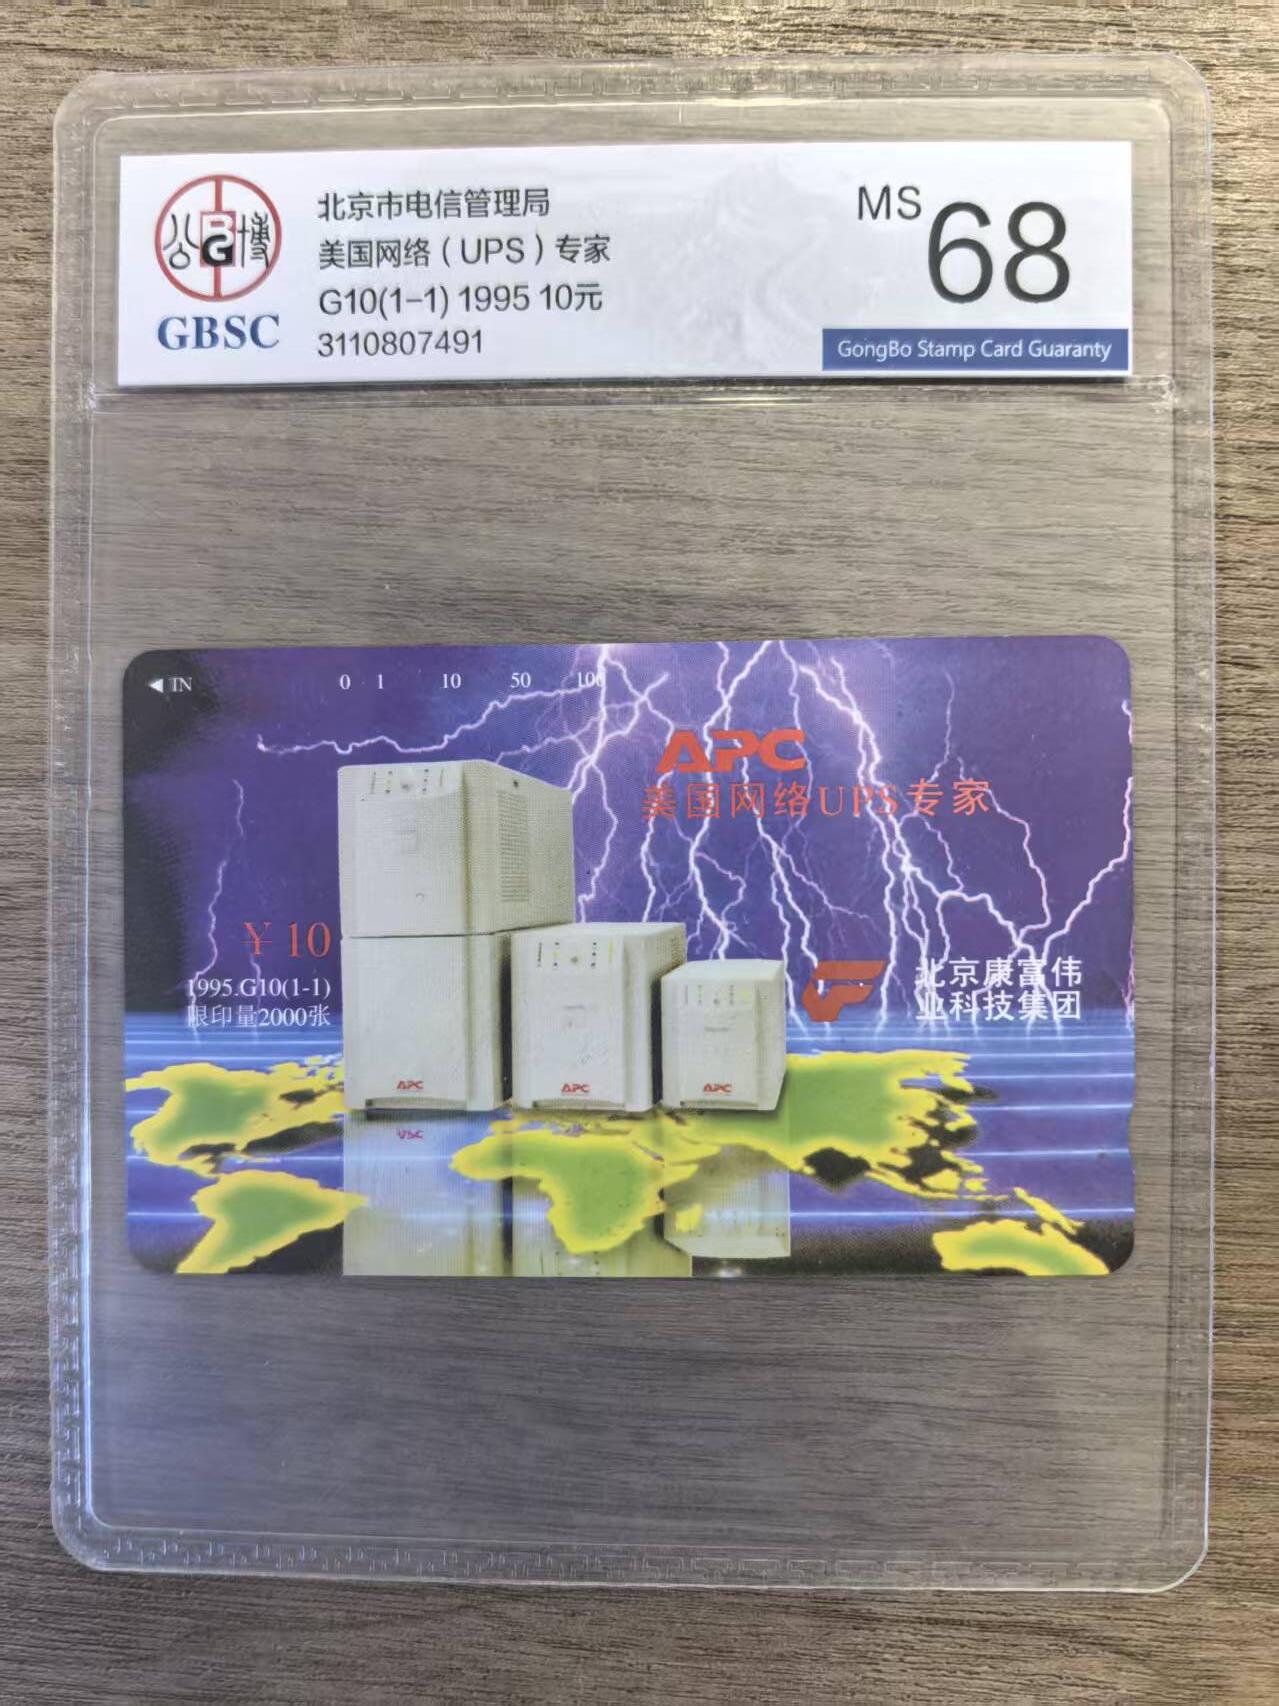 公博
BG
GBSC
北京市电信管理局
美国网络（UPS）专家
G10(1-1) 1995 10元
3110807491
MS 68
GongBo Stamp Card Guaranty
◀ IN
0 1 10 50 100
APC
美国网络UPS专家
¥10
1995.G10(1-1)
限印量2000张
北京康富伟
业科技集团
APC
APC
APC